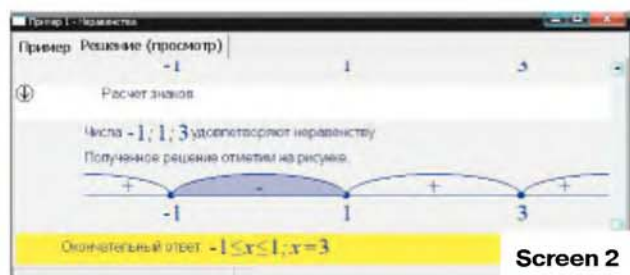 Пример 1 - Неравенства
Пример Решение (просмотр)
-1 1 3
Расчет знаков
Числа -1; 1; 3 удовлетворяют неравенству
Полученное решение отметим на рисунке.
+ - + +
-1 1 3
Окончательный ответ: -1≤x≤1; x=3
Screen 2